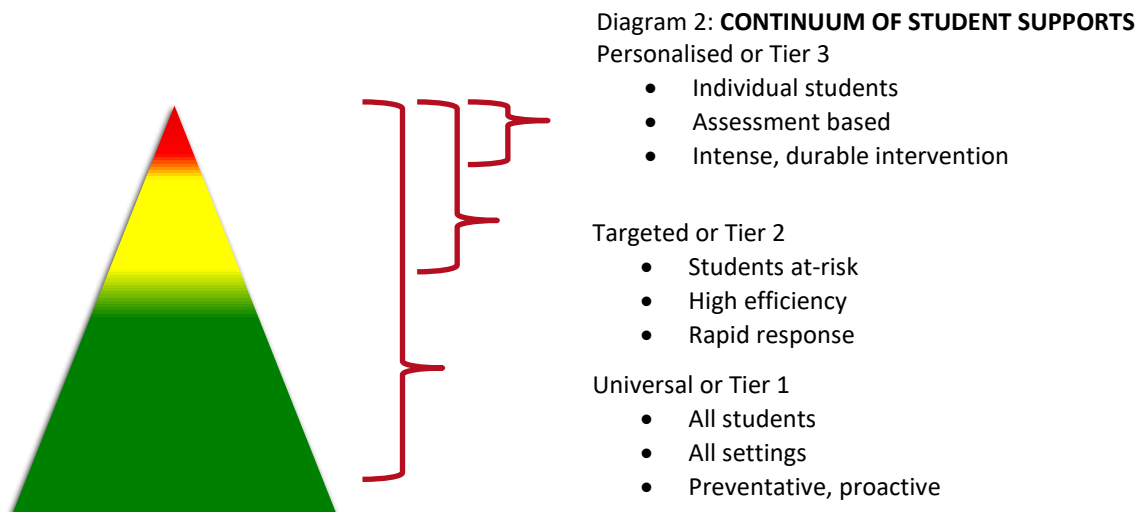 Diagram 2: CONTINUUM OF STUDENT SUPPORTS
Personalised or Tier 3
• Individual students
• Assessment based
• Intense, durable intervention
Targeted or Tier 2
• Students at-risk
• High efficiency
• Rapid response
Universal or Tier 1
• All students
• All settings
• Preventative, proactive